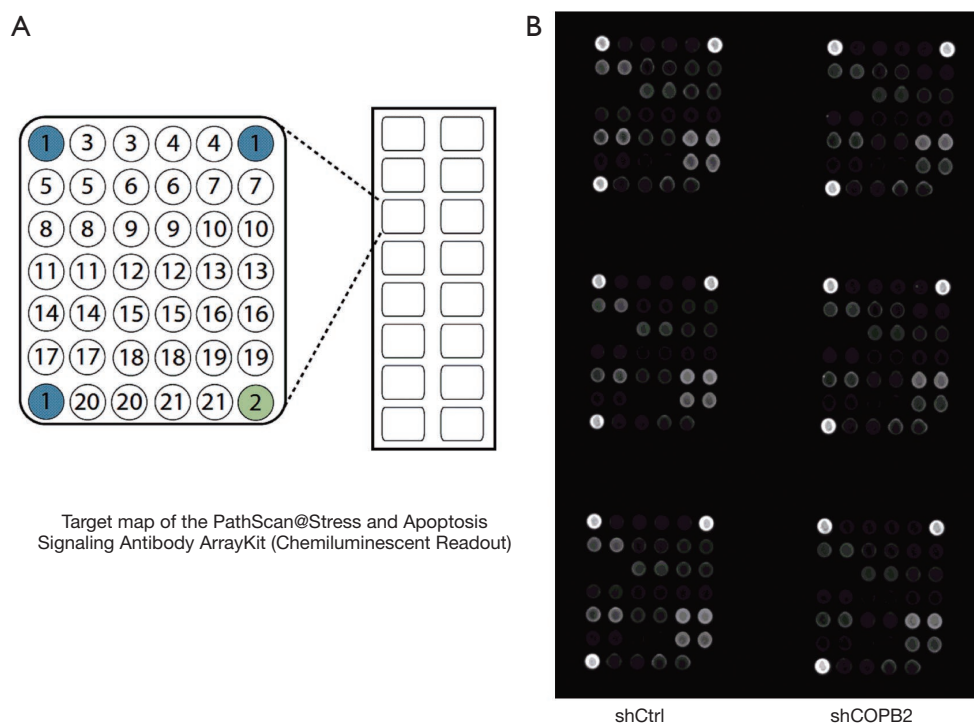 A
B
1 3 3 4 4 1
5 5 6 6 7 7
8 8 9 9 10 10
11 11 12 12 13 13
14 14 15 15 16 16
17 17 18 18 19 19
1 20 20 21 21 2
Target map of the PathScan@Stress and Apoptosis
Signaling Antibody ArrayKit (Chemiluminescent Readout)
shCtrl
shCOPB2